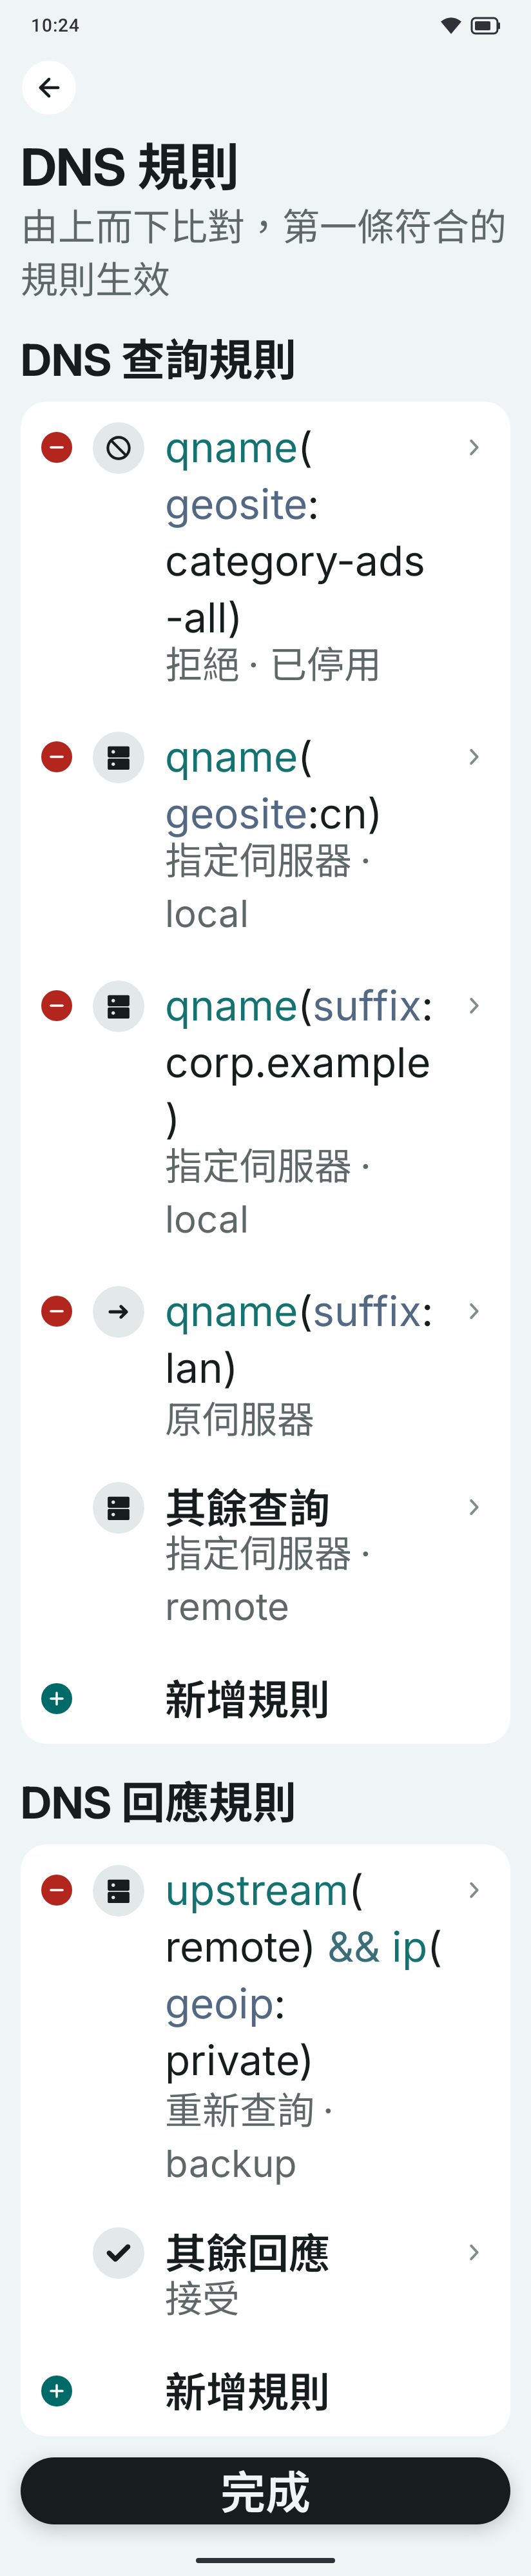 10:24
DNS 規則
由上而下比對，第一條符合的
規則生效
DNS 查詢規則
qname(
geosite:
category-ads
-all)
拒絕 · 已停用
qname(
geosite:cn)
指定伺服器 ·
local
qname(suffix:
corp.example
)
指定伺服器 ·
local
qname(suffix:
lan)
原伺服器
其餘查詢
指定伺服器 ·
remote
新增規則
DNS 回應規則
upstream(
remote) && ip(
geoip:
private)
重新查詢 ·
backup
其餘回應
接受
新增規則
完成